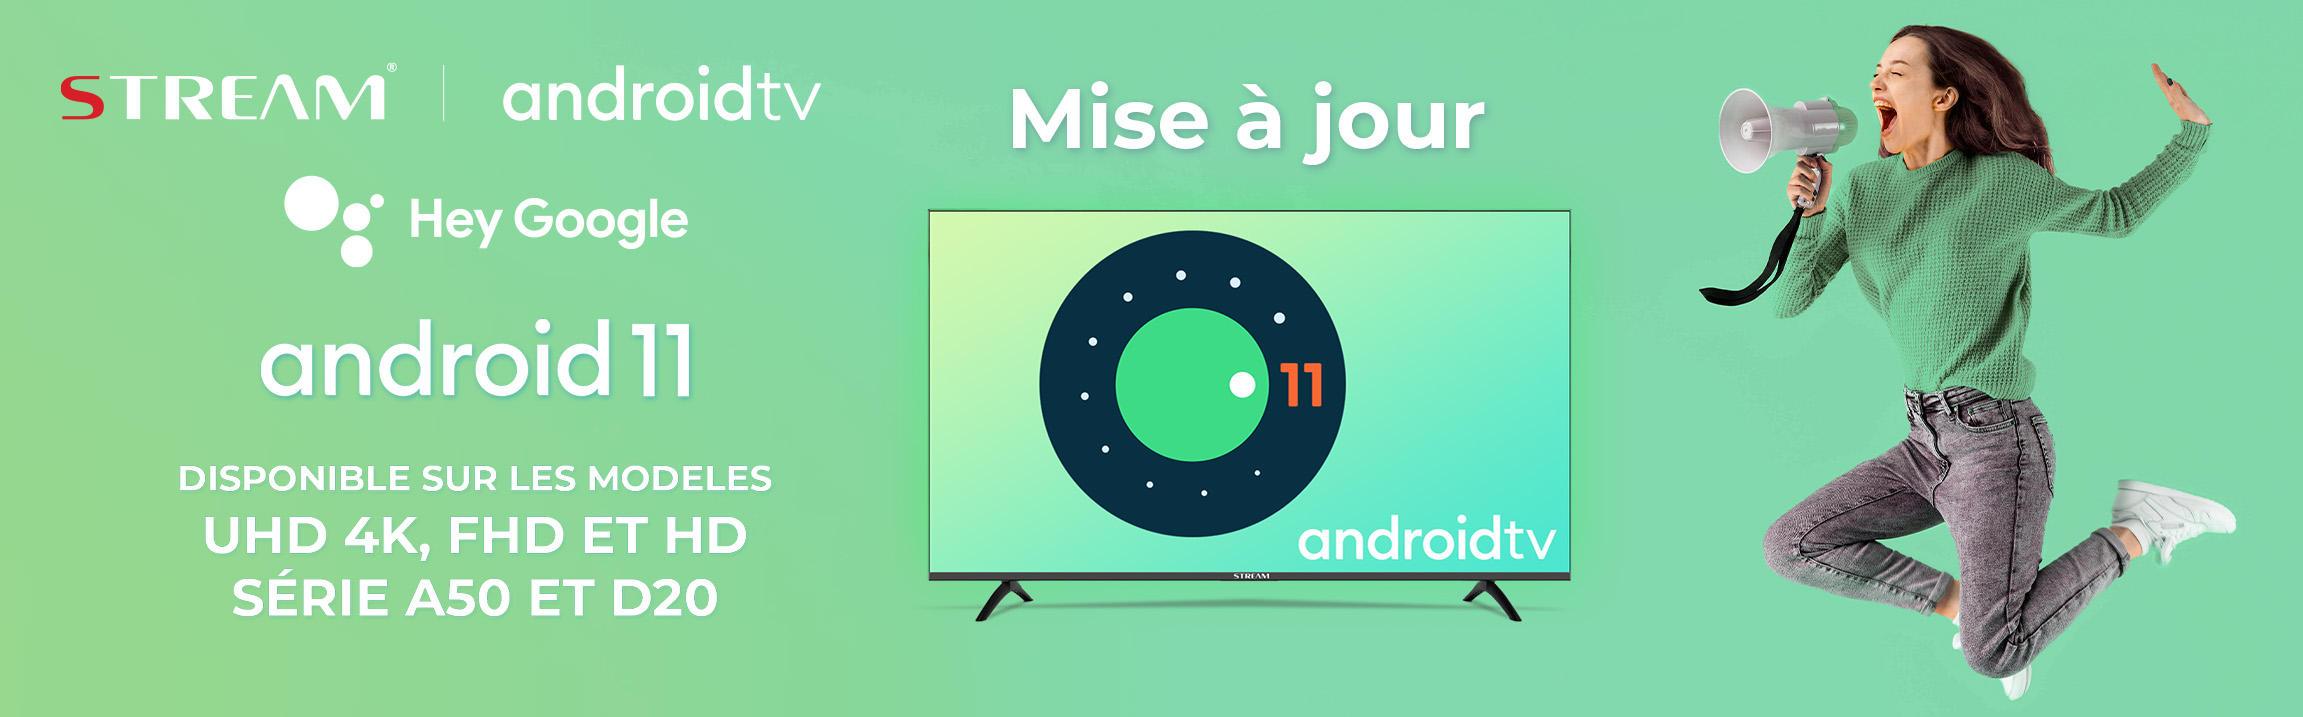 STREAM® | androidtv
Hey Google
android 11
DISPONIBLE SUR LES MODELES
UHD 4K, FHD ET HD
SÉRIE A50 ET D20
Mise à jour
11
androidtv
STREAM